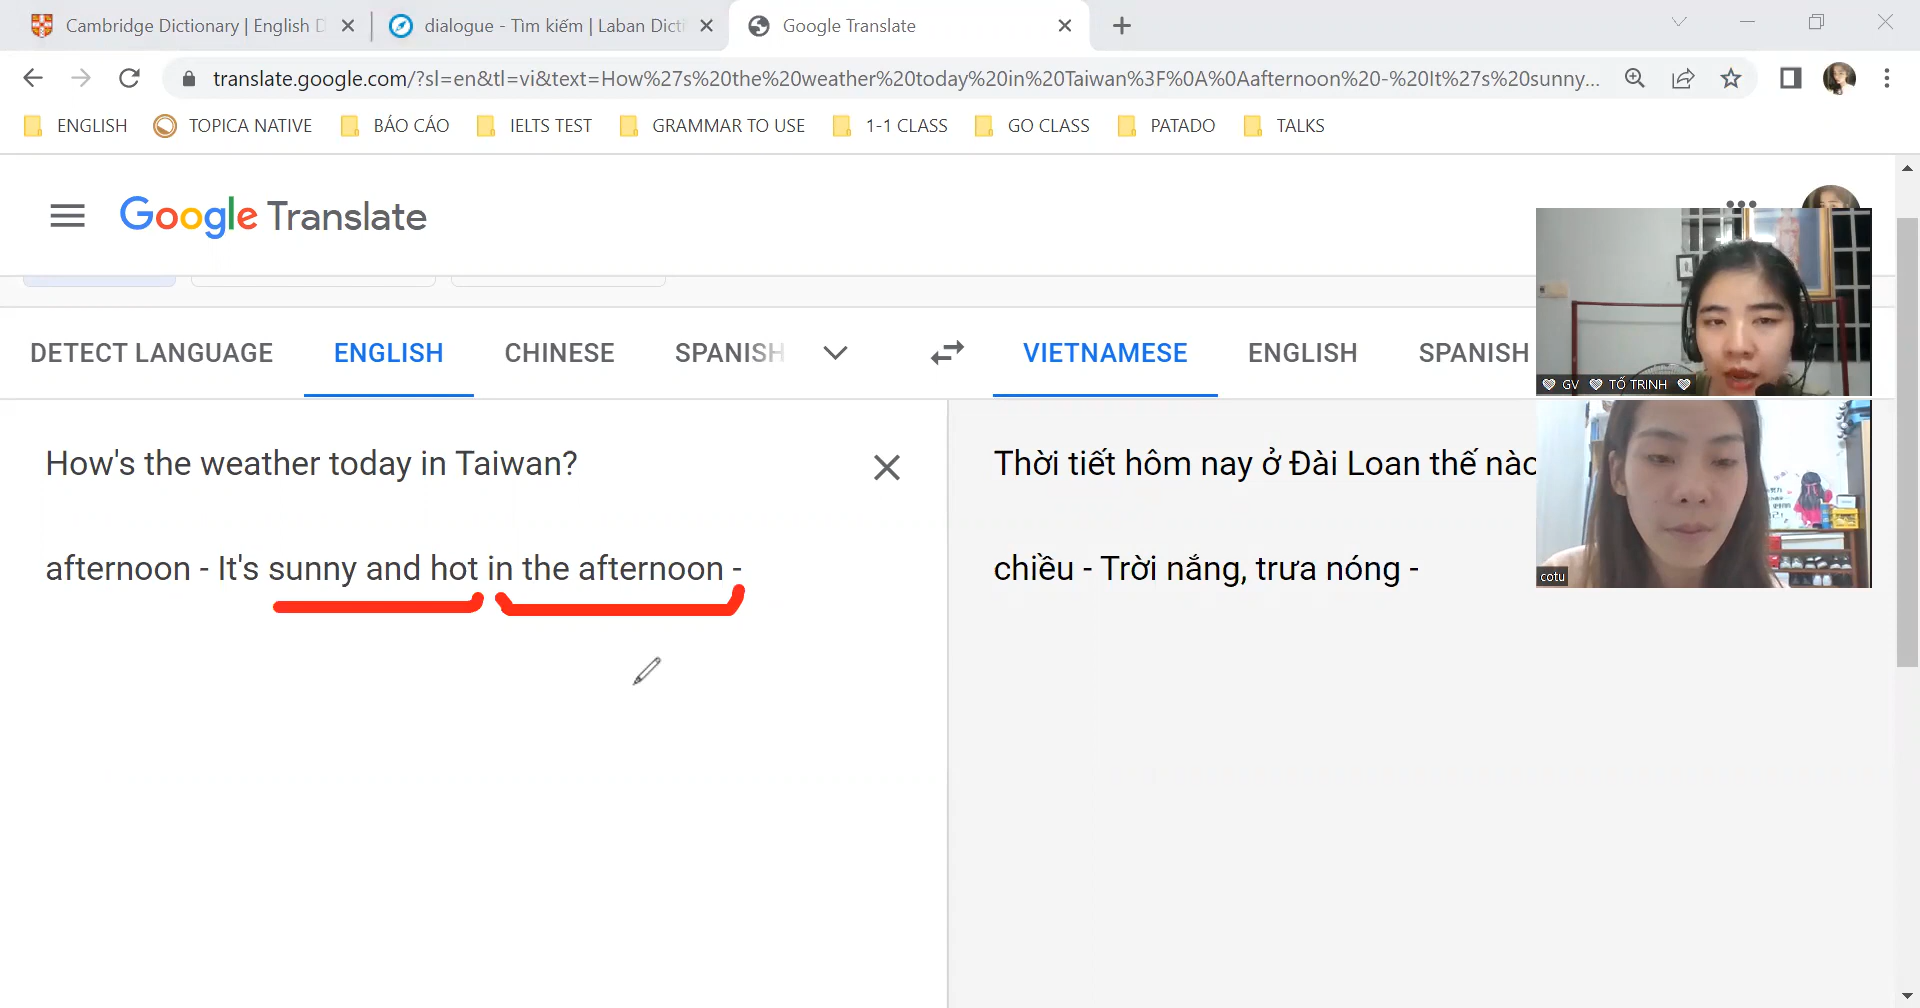 Cambridge Dictionary | English D
dialogue - Tìm kiếm | Laban Dicti
Google Translate
translate.google.com/?sl=en&tl=vi&text=How%27s%20the%20weather%20today%20in%20Taiwan%3F%0A%0Aafternoon%20-%20It%27s%20sunny...
ENGLISH
TOPICA NATIVE
BÁO CÁO
IELTS TEST
GRAMMAR TO USE
1-1 CLASS
GO CLASS
PATADO
TALKS
Google Translate
DETECT LANGUAGE
ENGLISH
CHINESE
SPANISH
VIETNAMESE
ENGLISH
SPANISH
GV TỐ TRINH
How's the weather today in Taiwan?
Thời tiết hôm nay ở Đài Loan thế nào
afternoon - It's sunny and hot in the afternoon -
chiều - Trời nắng, trưa nóng -
cotu